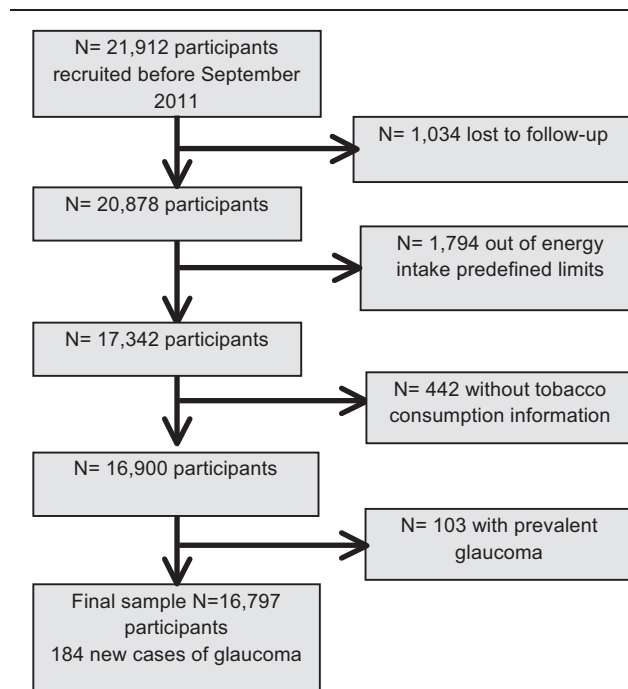 N= 21,912 participants
recruited before September
2011
N= 1,034 lost to follow-up
N= 20,878 participants
N= 1,794 out of energy
intake predefined limits
N= 17,342 participants
N= 442 without tobacco
consumption information
N= 16,900 participants
N= 103 with prevalent
glaucoma
Final sample N=16,797
participants
184 new cases of glaucoma